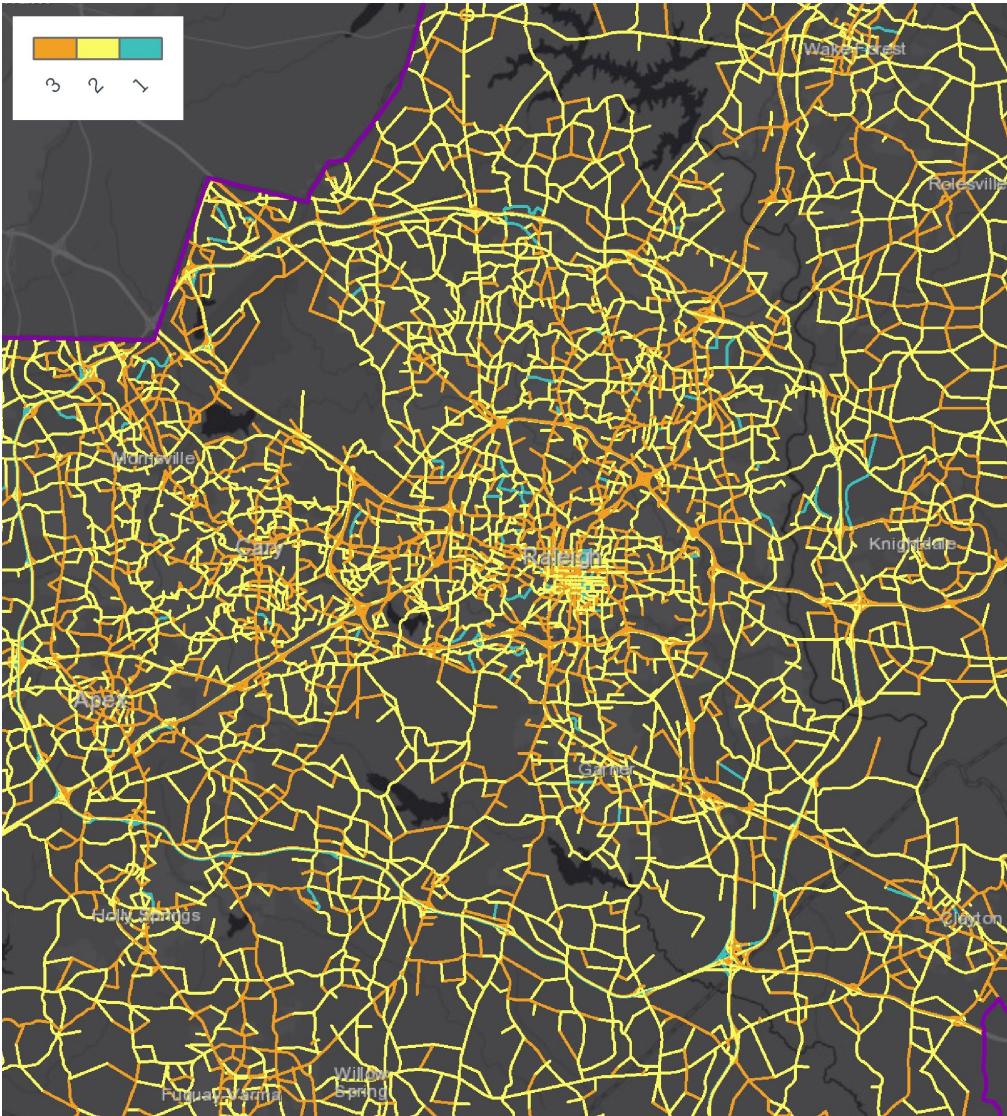 3 2 1
Wake Forest
Rolesville
Morrisville
Cary
Raleigh
Knightdale
Apex
Garner
Holly Springs
Clayton
Willow
Spring
Fuquay-Varina